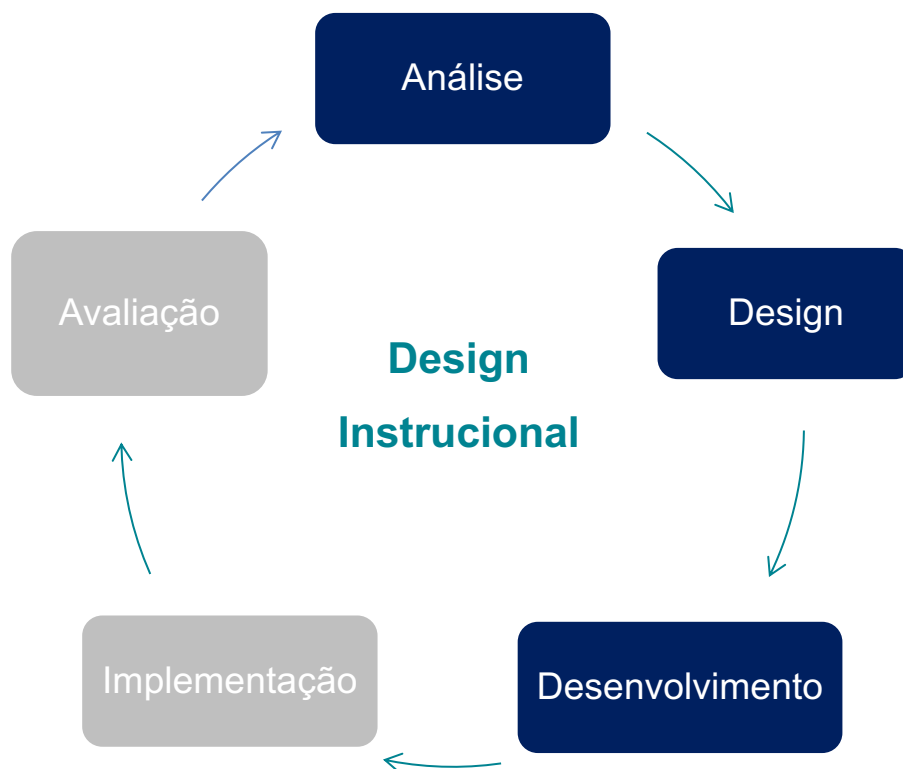 Análise
Design
Desenvolvimento
Implementação
Avaliação
Design
Instrucional